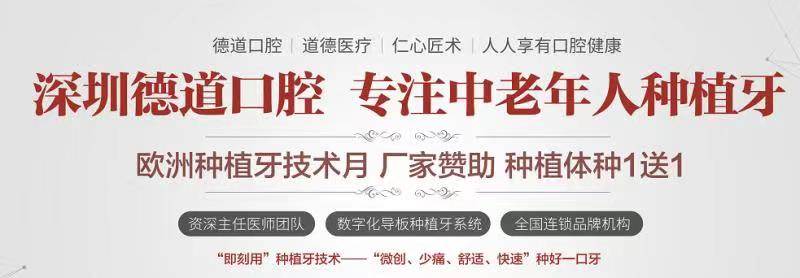 德道口腔｜道德医疗｜仁心匠术｜人人享有口腔健康
深圳德道口腔 专注中老年人种植牙
欧洲种植牙技术月 厂家赞助 种植体种1送1
资深主任医师团队 数字化导板种植牙系统 全国连锁品牌机构
“即刻用”种植牙技术——“微创、少痛、舒适、快速”种好一口牙